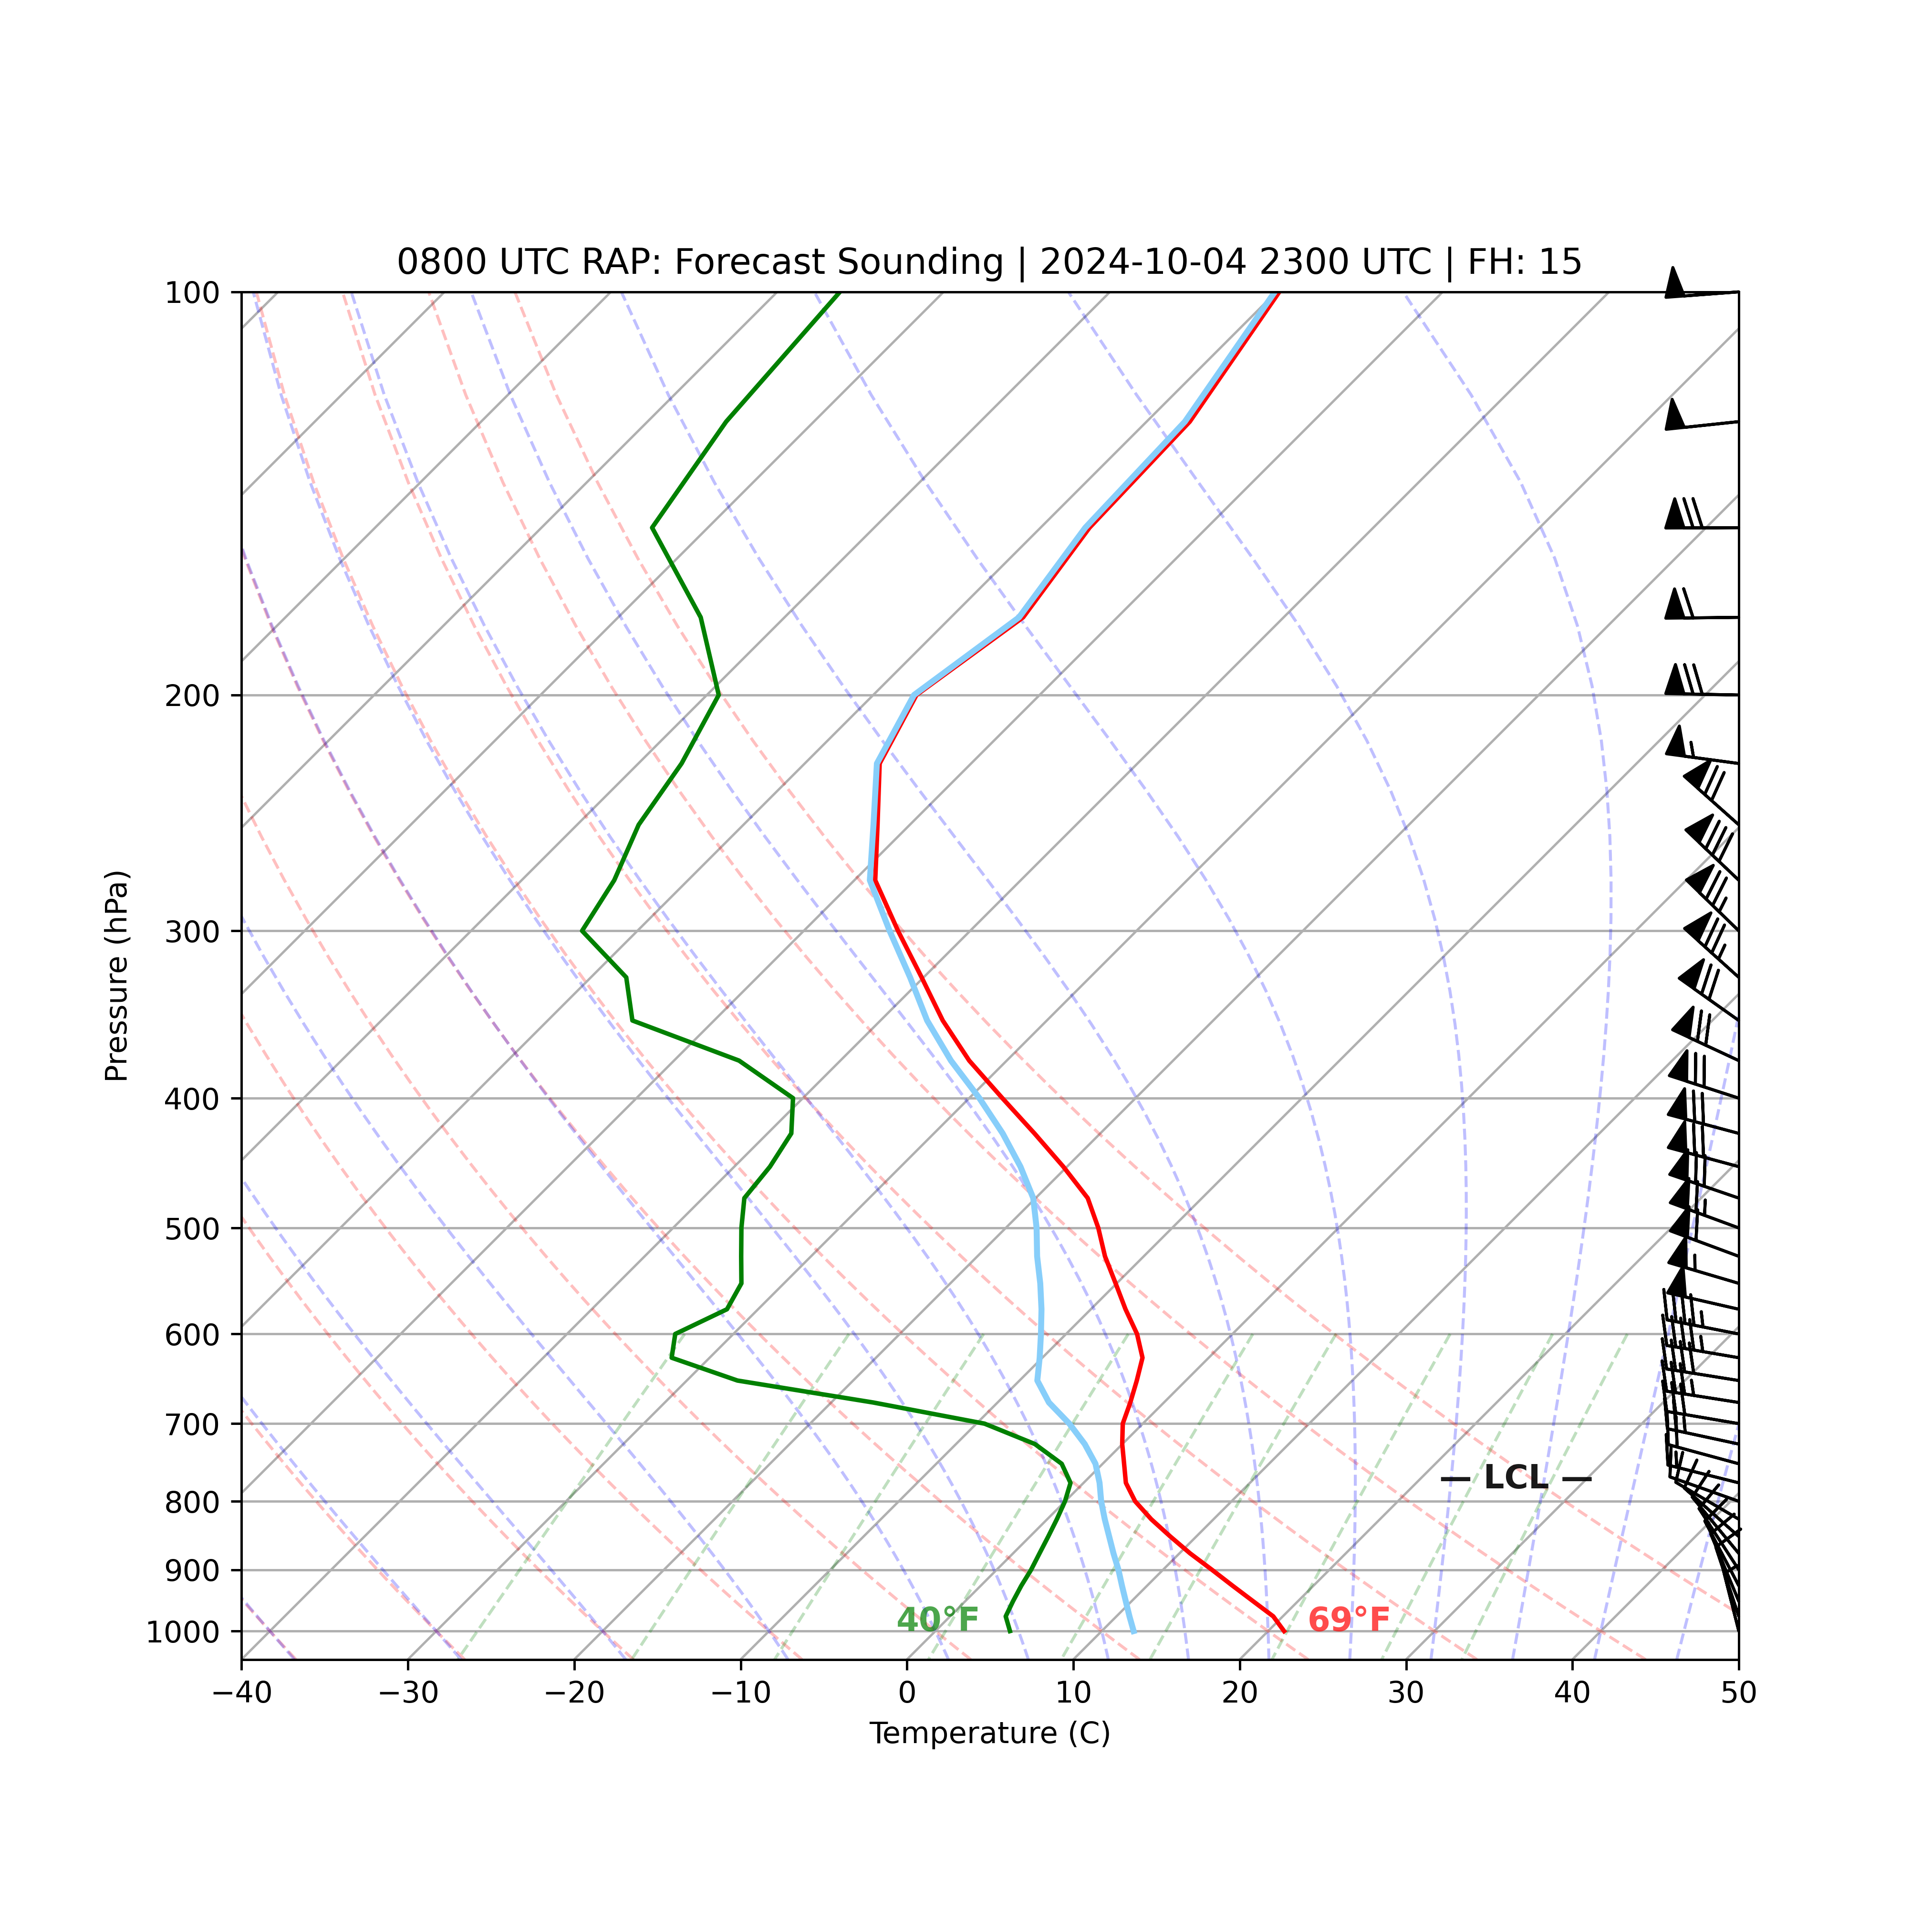 0800 UTC RAP: Forecast Sounding | 2024-10-04 2300 UTC | FH: 15
100
200
300
400
500
600
700
800
900
1000
Pressure (hPa)
— LCL —
40°F
69°F
−40 −30 −20 −10 0 10 20 30 40 50
Temperature (C)